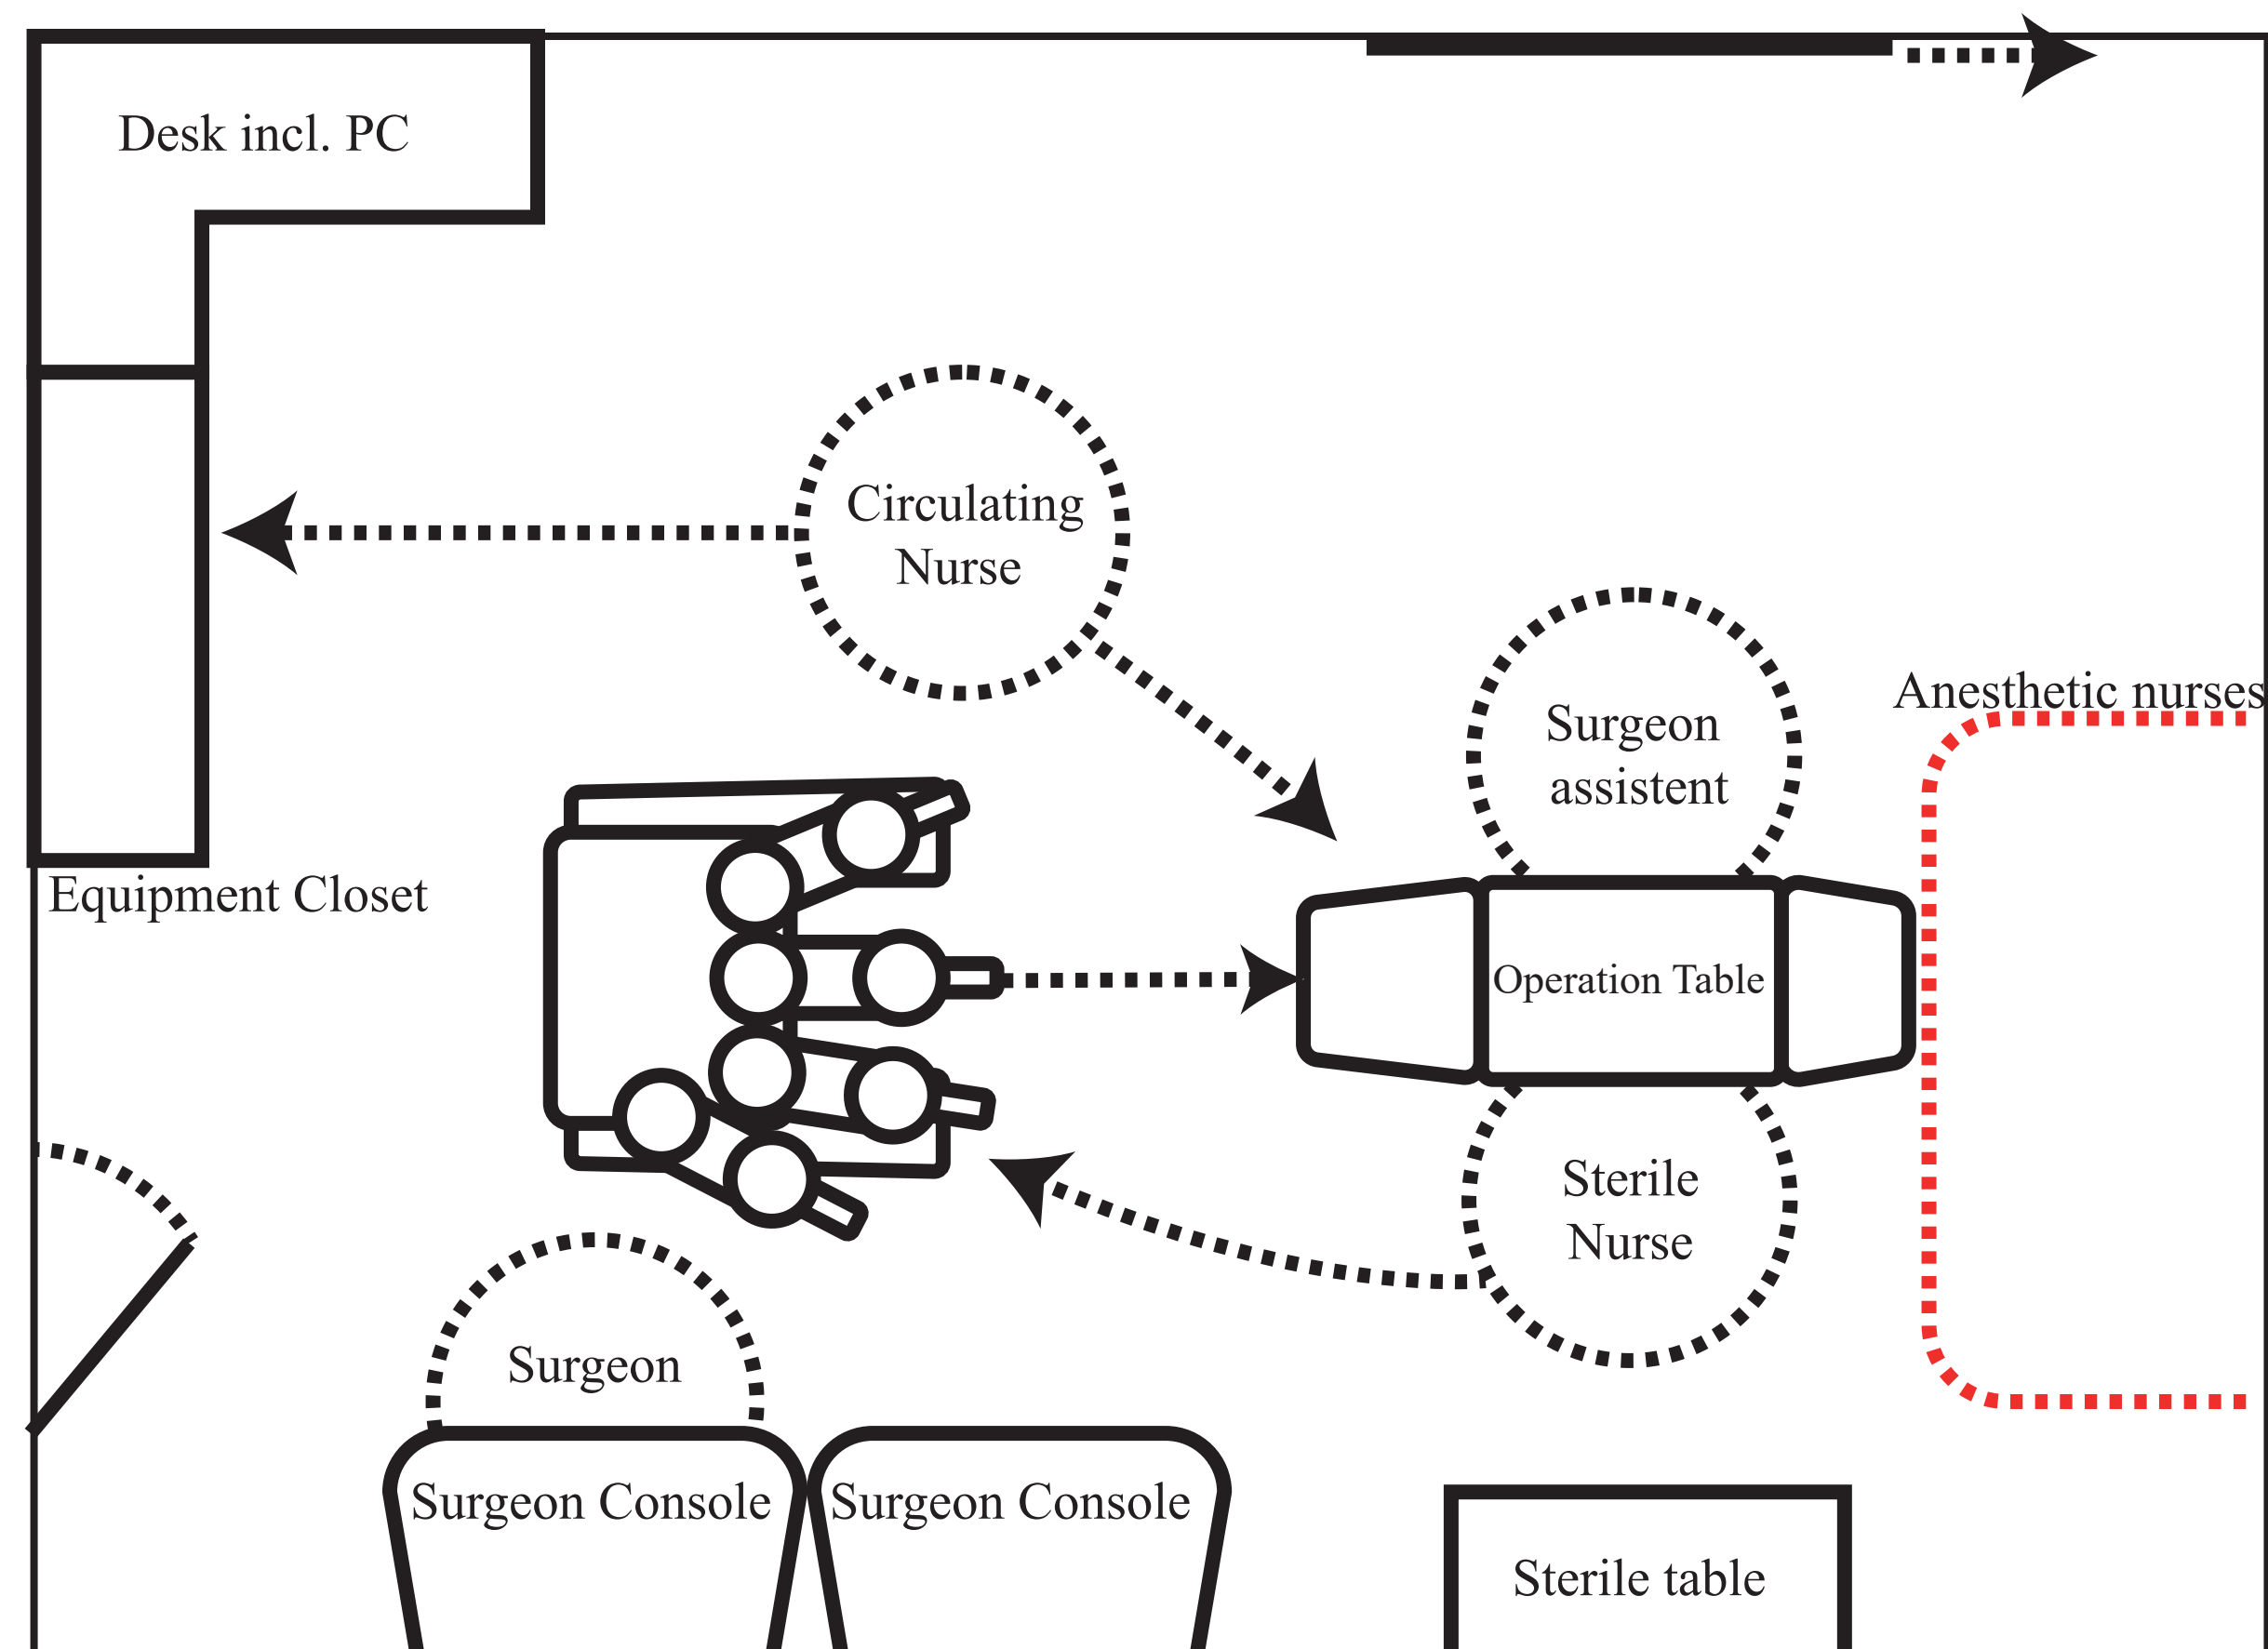 Desk incl. PC
Circulating
Nurse
Surgeon
assistent
Anesthetic nurses
Equipment Closet
Operation Table
Sterile
Nurse
Surgeon
Surgeon Console
Surgeon Console
Sterile table